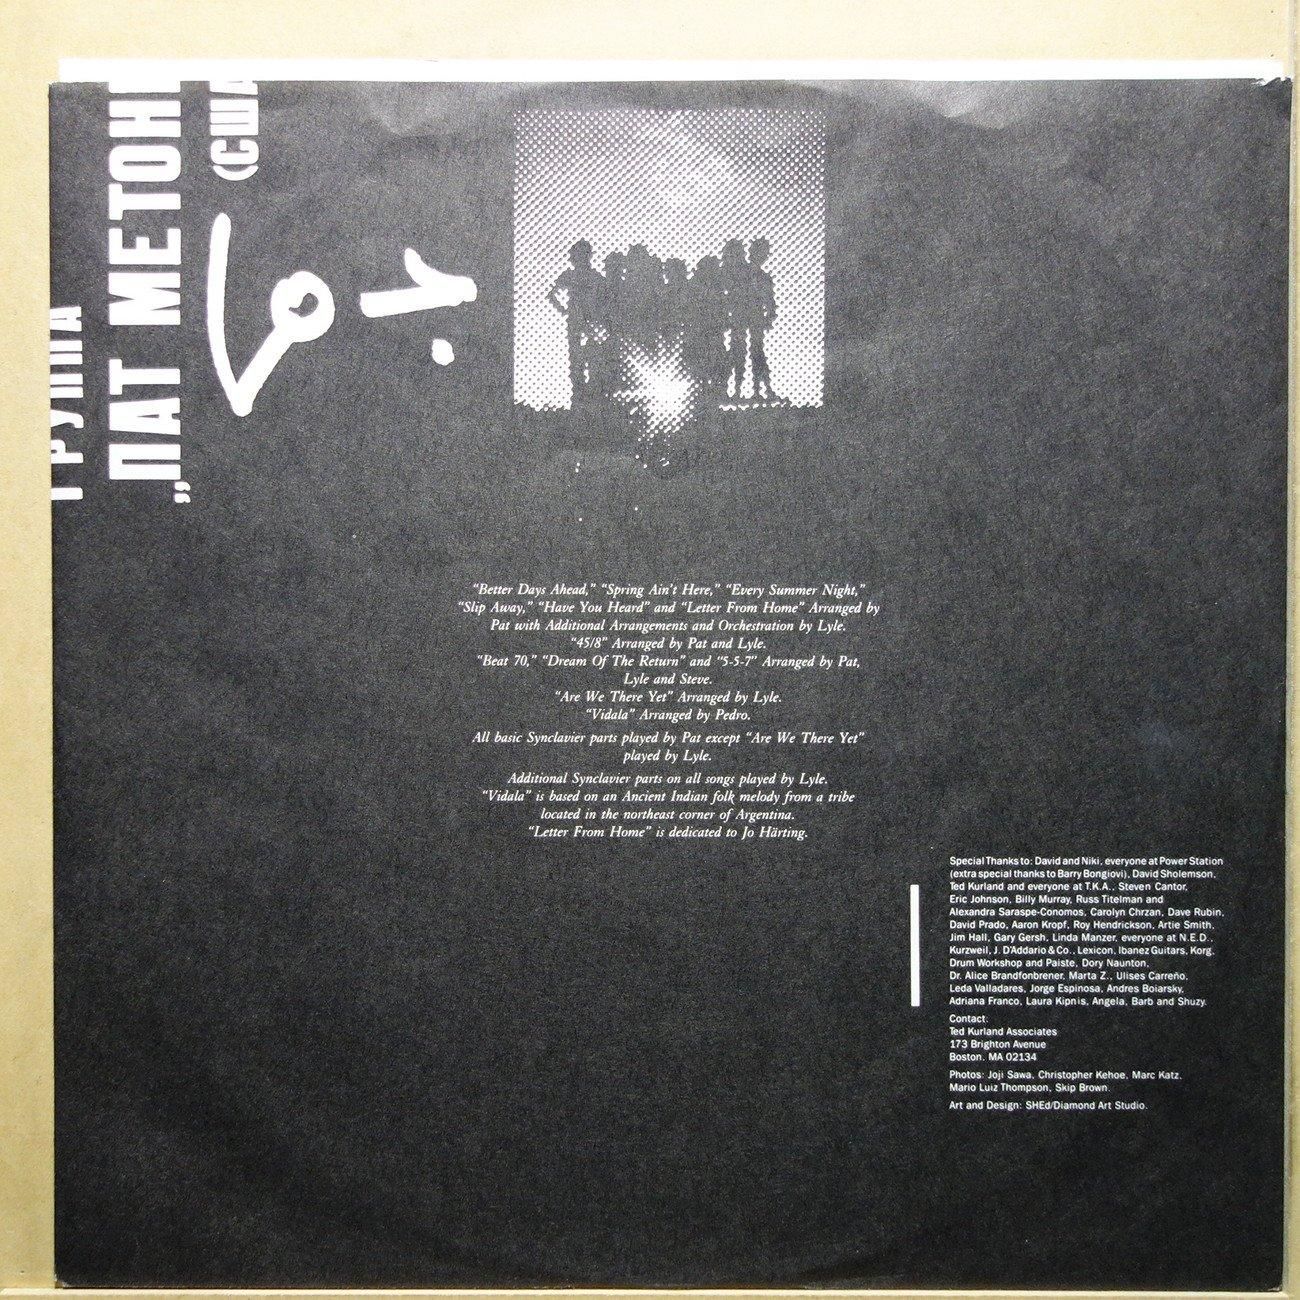 ГРУППА
„ПАТ МЕТОН
(США
"Better Days Ahead," "Spring Ain't Here," "Every Summer Night,"
"Slip Away," "Have You Heard" and "Letter From Home" Arranged by
Pat with Additional Arrangements and Orchestration by Lyle.
"45/8" Arranged by Pat and Lyle.
"Beat 70," "Dream Of The Return" and "5-5-7" Arranged by Pat,
Lyle and Steve.
"Are We There Yet" Arranged by Lyle.
"Vidala" Arranged by Pedro.
All basic Synclavier parts played by Pat except "Are We There Yet"
played by Lyle.
Additional Synclavier parts on all songs played by Lyle.
"Vidala" is based on an Ancient Indian folk melody from a tribe
located in the northeast corner of Argentina.
"Letter From Home" is dedicated to Jo Härting.
Special Thanks to: David and Niki, everyone at Power Station
(extra special thanks to Barry Bongiovi), David Sholemson,
Ted Kurland and everyone at T.K.A., Steven Cantor,
Eric Johnson, Billy Murray, Russ Titelman and
Alexandra Saraspe-Conomos, Carolyn Chrzan, Dave Rubin,
David Prado, Aaron Kropf, Roy Hendrickson, Artie Smith,
Jim Hall, Gary Gersh, Linda Manzer, everyone at N.E.D.,
Kurzweil, J. D'Addario & Co., Lexicon, Ibanez Guitars, Korg,
Drum Workshop and Paiste, Dory Naunton,
Dr. Alice Brandfonbrener, Marta Z., Ulises Carreño,
Leda Valladares, Jorge Espinosa, Andres Boiarsky,
Adriana Franco, Laura Kipnis, Angela, Barb and Shuzy.
Contact:
Ted Kurland Associates
173 Brighton Avenue
Boston, MA 02134
Photos: Joji Sawa, Christopher Kehoe, Marc Katz,
Mario Luiz Thompson, Skip Brown.
Art and Design: SHEd/Diamond Art Studio.